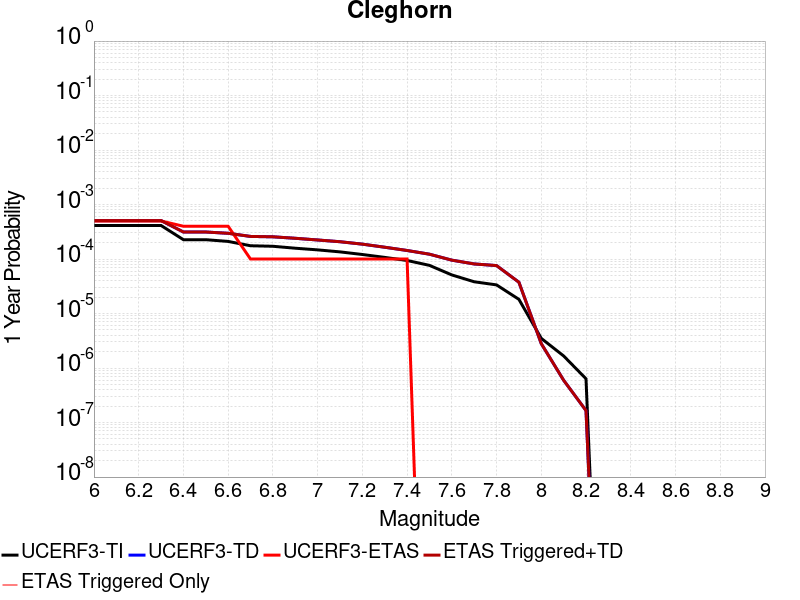 Cleghorn
10^0
10^-1
10^-2
10^-3
10^-4
10^-5
10^-6
10^-7
10^-8
1 Year Probability
6 6.2 6.4 6.6 6.8 7 7.2 7.4 7.6 7.8 8 8.2 8.4 8.6 8.8 9
Magnitude
UCERF3-TI UCERF3-TD UCERF3-ETAS ETAS Triggered+TD
ETAS Triggered Only